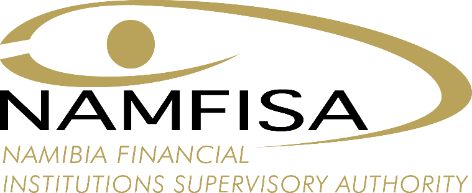 NAMFISA
NAMIBIA FINANCIAL
INSTITUTIONS SUPERVISORY AUTHORITY